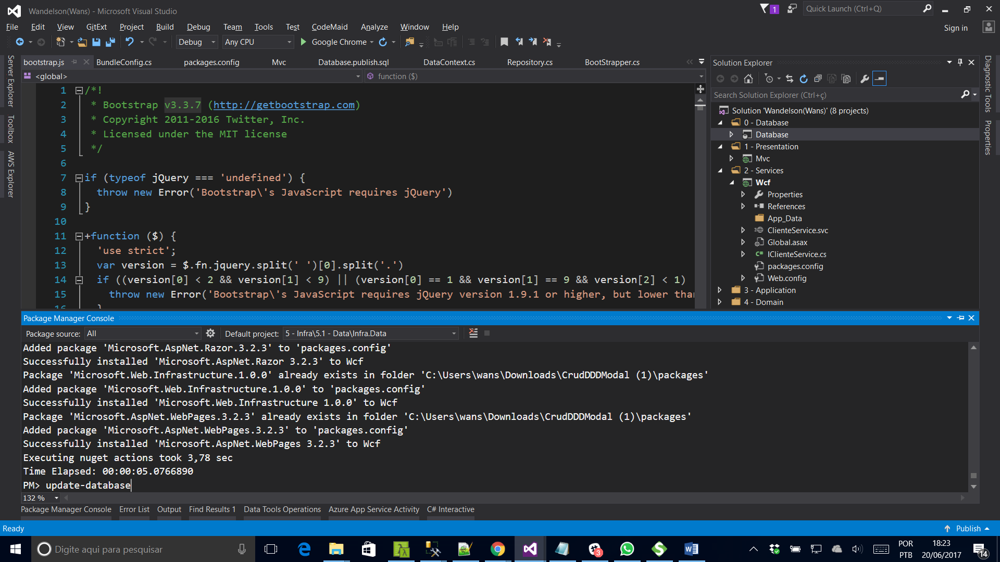 Wandelson(Wans) - Microsoft Visual Studio
1
Quick Launch (Ctrl+Q)
File Edit View GitExt Project Build Debug Team Tools Test CodeMaid Analyze Window Help
Sign in
Debug Any CPU Google Chrome
Server Explorer
Toolbox
AWS Explorer
bootstrap.js BundleConfig.cs packages.config Mvc Database.publish.sql DataContext.cs Repository.cs BootStrapper.cs
<global> function ($)
1 /*!
2 * Bootstrap v3.3.7 (http://getbootstrap.com)
3 * Copyright 2011-2016 Twitter, Inc.
4 * Licensed under the MIT license
5 */
6
7 if (typeof jQuery === 'undefined') {
8 throw new Error('Bootstrap\'s JavaScript requires jQuery')
9 }
10
11 +function ($) {
12 'use strict';
13 var version = $.fn.jquery.split(' ')[0].split('.')
14 if ((version[0] < 2 && version[1] < 9) || (version[0] == 1 && version[1] == 9 && version[2] < 1)
15 throw new Error('Bootstrap\'s JavaScript requires jQuery version 1.9.1 or higher, but lower tha
16 }
Solution Explorer
Search Solution Explorer (Ctrl+ç)
Solution 'Wandelson(Wans)' (8 projects)
0 - Database
Database
1 - Presentation
Mvc
2 - Services
Wcf
Properties
References
App_Data
ClienteService.svc
Global.asax
IClienteService.cs
packages.config
Web.config
3 - Application
4 - Domain
Diagnostic Tools
Properties
Package Manager Console
Package source: All Default project: 5 - Infra\5.1 - Data\Infra.Data
Added package 'Microsoft.AspNet.Razor.3.2.3' to 'packages.config'
Successfully installed 'Microsoft.AspNet.Razor 3.2.3' to Wcf
Package 'Microsoft.Web.Infrastructure.1.0.0' already exists in folder 'C:\Users\wans\Downloads\CrudDDDModal (1)\packages'
Added package 'Microsoft.Web.Infrastructure.1.0.0' to 'packages.config'
Successfully installed 'Microsoft.Web.Infrastructure 1.0.0' to Wcf
Package 'Microsoft.AspNet.WebPages.3.2.3' already exists in folder 'C:\Users\wans\Downloads\CrudDDDModal (1)\packages'
Added package 'Microsoft.AspNet.WebPages.3.2.3' to 'packages.config'
Successfully installed 'Microsoft.AspNet.WebPages 3.2.3' to Wcf
Executing nuget actions took 3,78 sec
Time Elapsed: 00:00:05.0766890
PM> update-database
132 %
Package Manager Console Error List Output Find Results 1 Data Tools Operations Azure App Service Activity C# Interactive
Ready
Publish
Digite aqui para pesquisar
3
POR
PTB
18:23
20/06/2017
14